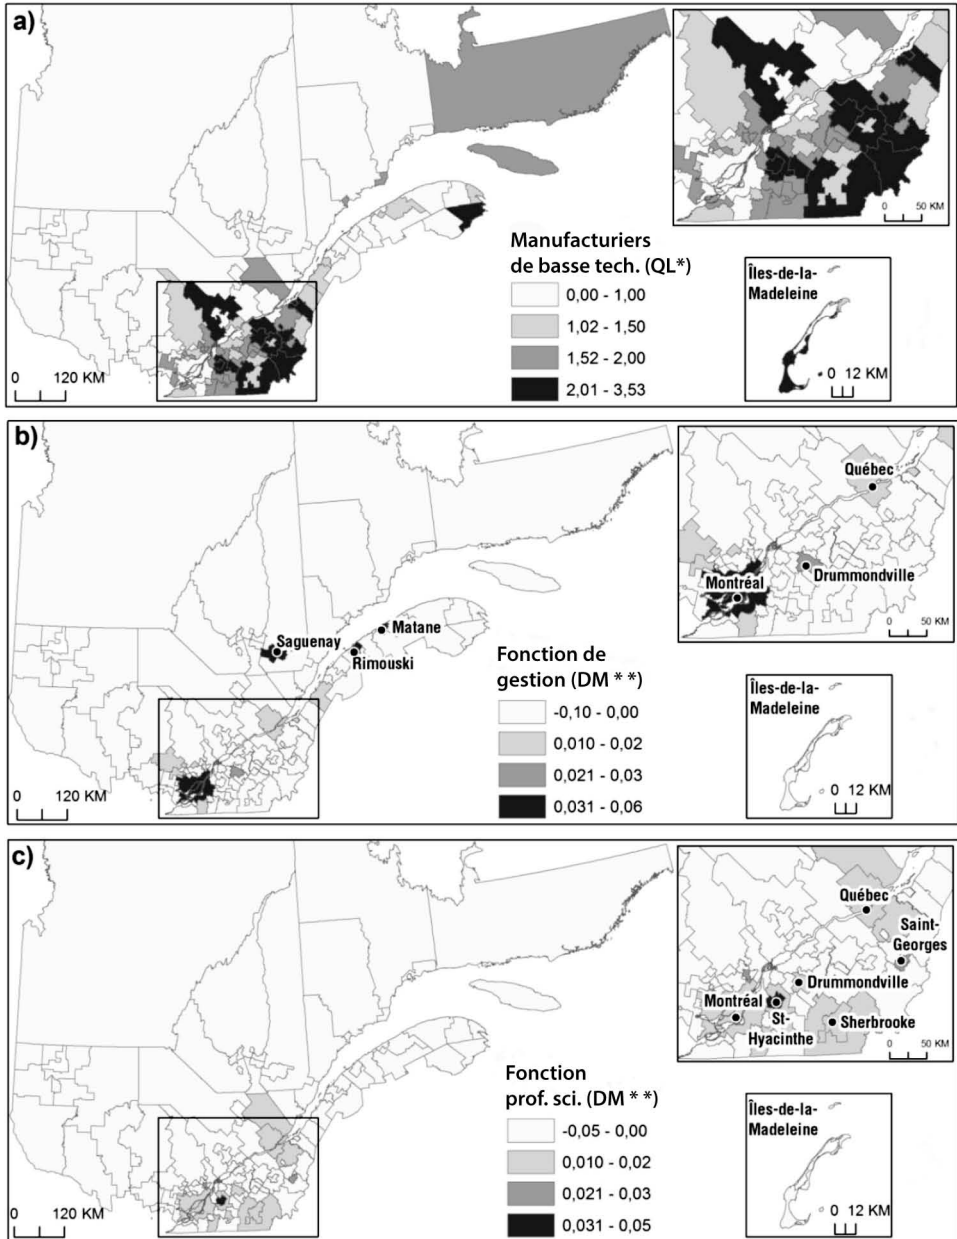 a)
0 50 KM
Manufacturiers
de basse tech. (QL*)
0,00 - 1,00
1,02 - 1,50
1,52 - 2,00
2,01 - 3,53
Îles-de-la-
Madeleine
0 12 KM
0 120 KM
b)
Québec
Drummondville
Montréal
0 50 KM
Matane
Saguenay
Rimouski
Fonction de
gestion (DM * *)
-0,10 - 0,00
0,010 - 0,02
0,021 - 0,03
0,031 - 0,06
Îles-de-la-
Madeleine
0 12 KM
0 120 KM
c)
Québec
Saint-
Georges
Drummondville
Montréal
St-
Hyacinthe
Sherbrooke
0 50 KM
Fonction
prof. sci. (DM * *)
-0,05 - 0,00
0,010 - 0,02
0,021 - 0,03
0,031 - 0,05
Îles-de-la-
Madeleine
0 12 KM
0 120 KM